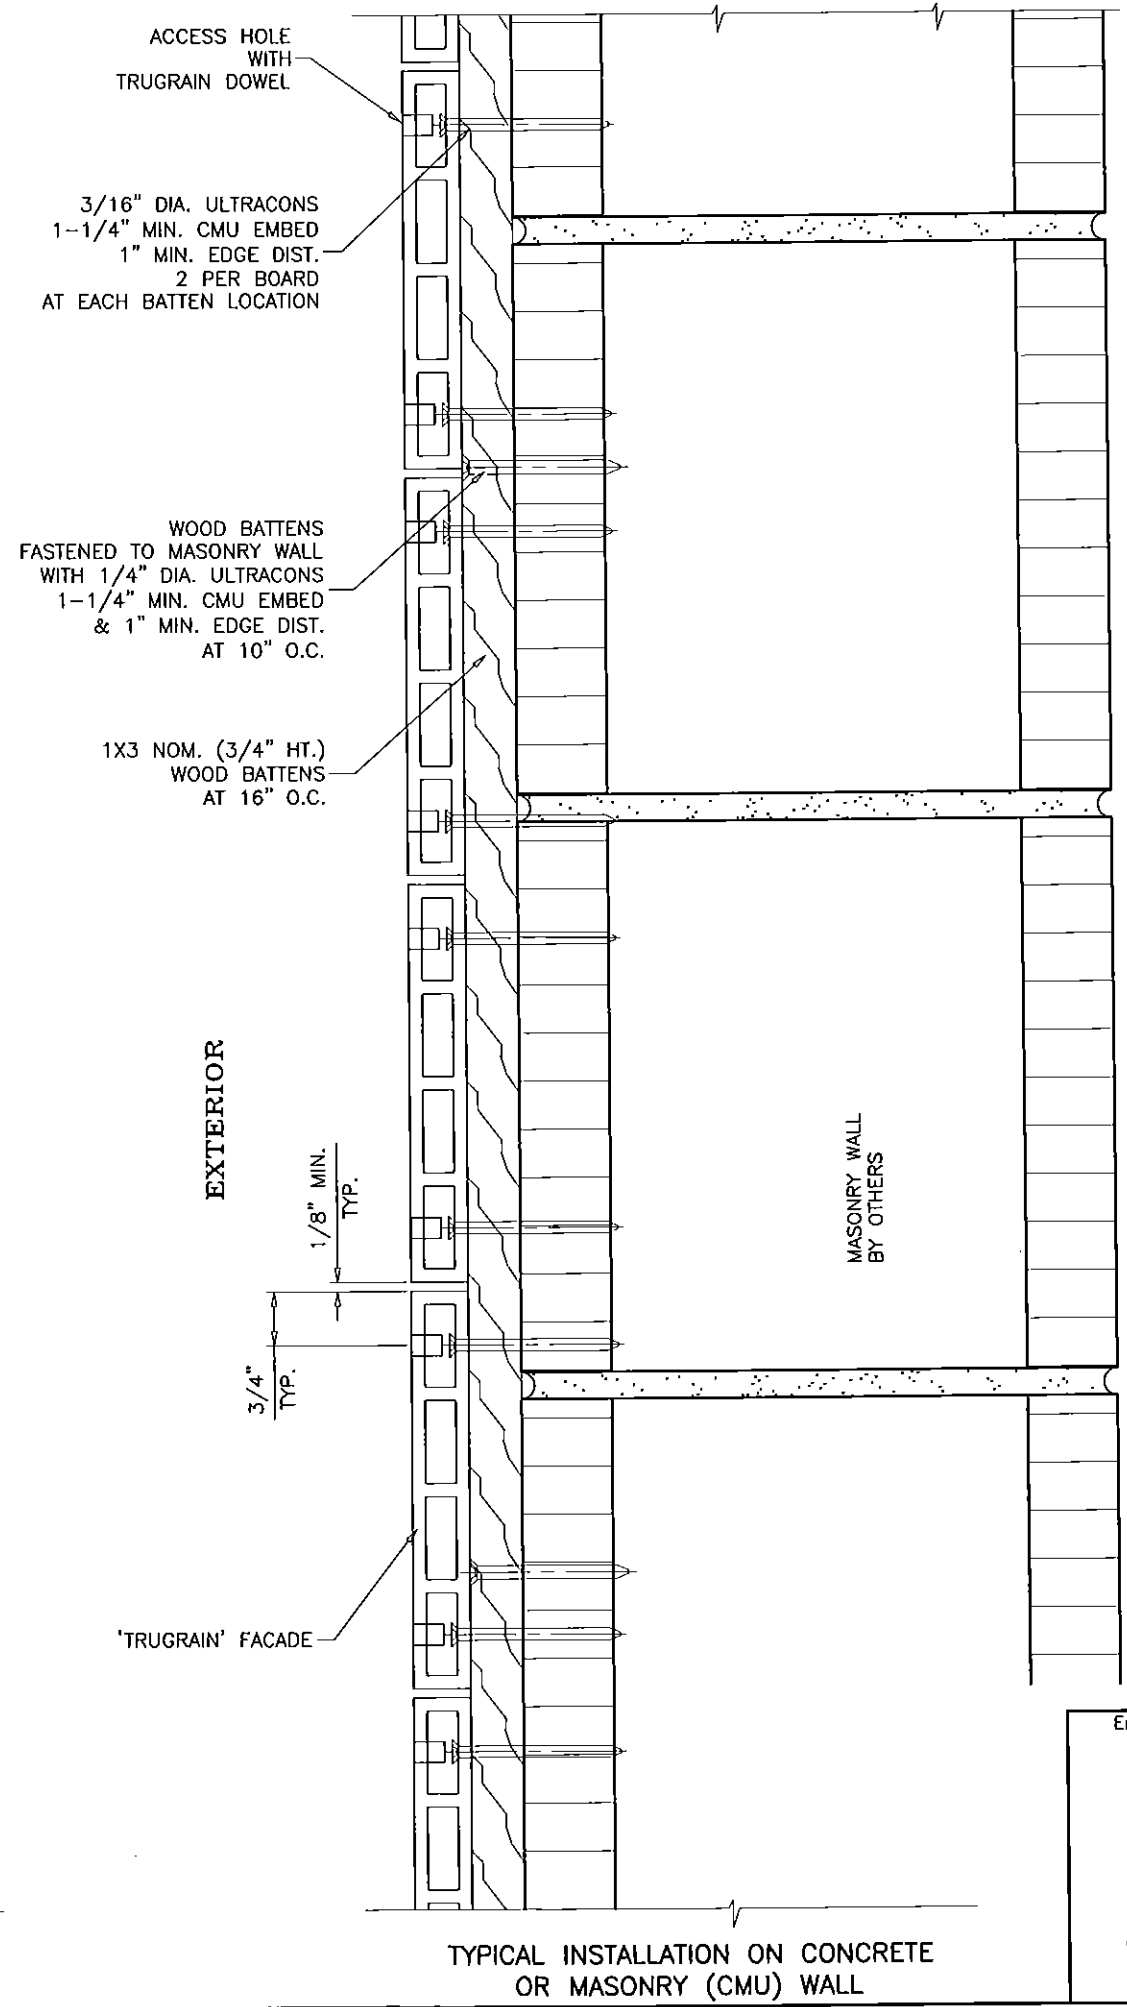 ACCESS HOLE
WITH
TRUGRAIN DOWEL
3/16" DIA. ULTRACONS
1-1/4" MIN. CMU EMBED
1" MIN. EDGE DIST.
2 PER BOARD
AT EACH BATTEN LOCATION
WOOD BATTENS
FASTENED TO MASONRY WALL
WITH 1/4" DIA. ULTRACONS
1-1/4" MIN. CMU EMBED
& 1" MIN. EDGE DIST.
AT 10" O.C.
1X3 NOM. (3/4" HT.)
WOOD BATTENS
AT 16" O.C.
EXTERIOR
1/8" MIN.
TYP.
3/4"
TYP.
MASONRY WALL
BY OTHERS
'TRUGRAIN' FACADE
TYPICAL INSTALLATION ON CONCRETE
OR MASONRY (CMU) WALL